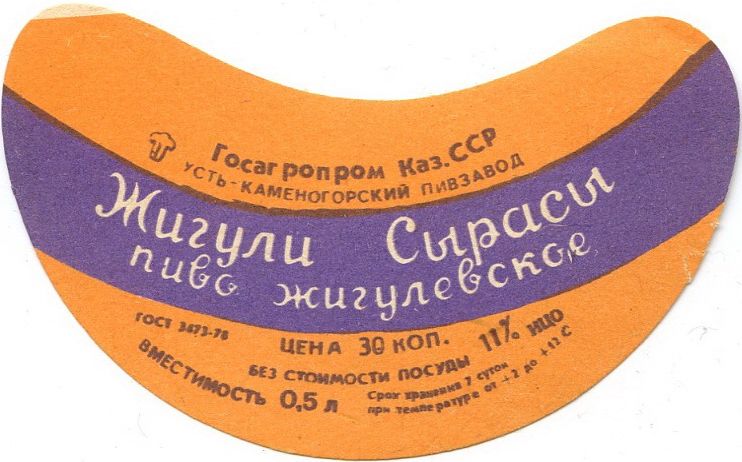 Госагропром Каз.ССР
УСТЬ-КАМЕНОГОРСКИЙ ПИВЗАВОД
Жигули Сырасы
пиво жигулевское
ГОСТ 3473-78
ЦЕНА 30 КОП. 11% ИЦО
БЕЗ СТОИМОСТИ ПОСУДЫ
ВМЕСТИМОСТЬ 0,5 л
Срок хранения 7 суток
при температуре от +2 до +12 С